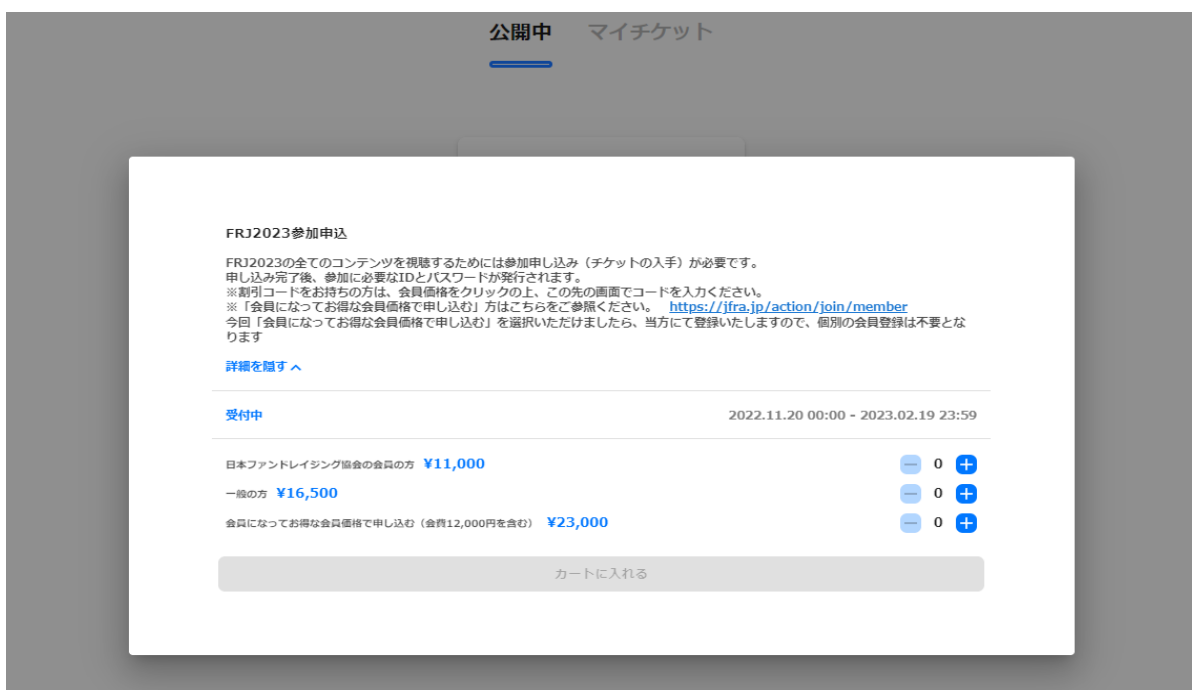 公開中 マイチケット
FRJ2023参加申込
FRJ2023の全てのコンテンツを視聴するためには参加申し込み（チケットの入手）が必要です。
申し込み完了後、参加に必要なIDとパスワードが発行されます。
※割引コードをお持ちの方は、会員価格をクリックの上、この先の画面でコードを入力ください。
※「会員になってお得な会員価格で申し込む」方はこちらをご参照ください。 https://jfra.jp/action/join/member
今回「会員になってお得な会員価格で申し込む」を選択いただけましたら、当方にて登録いたしますので、個別の会員登録は不要とな
ります
詳細を隠す
受付中 2022.11.20 00:00 - 2023.02.19 23:59
日本ファンドレイジング協会の会員の方 ¥11,000 － 0 ＋
一般の方 ¥16,500 － 0 ＋
会員になってお得な会員価格で申し込む（会費12,000円を含む） ¥23,000 － 0 ＋
カートに入れる